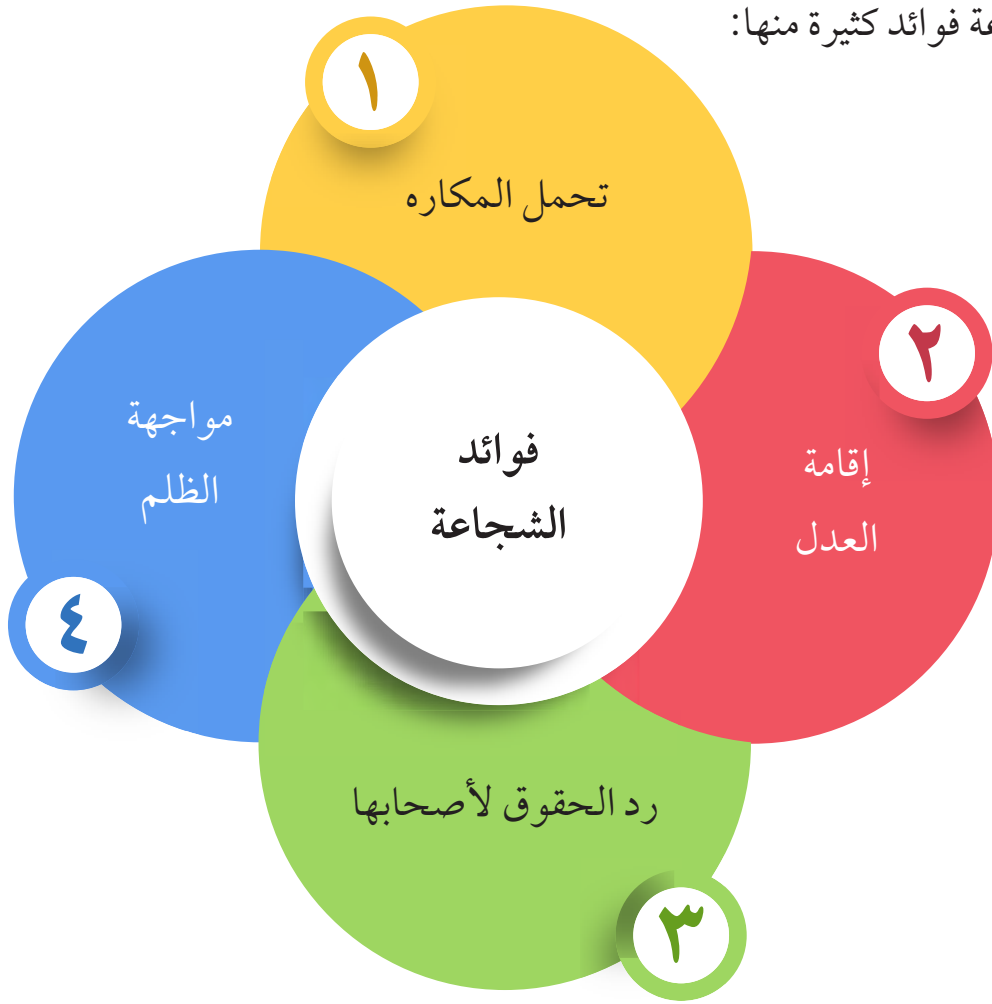 فوائد كثيرة منها:
١
تحمل المكاره
٢
إقامة
العدل
فوائد
الشجاعة
مواجهة
الظلم
٤
رد الحقوق لأصحابها
٣